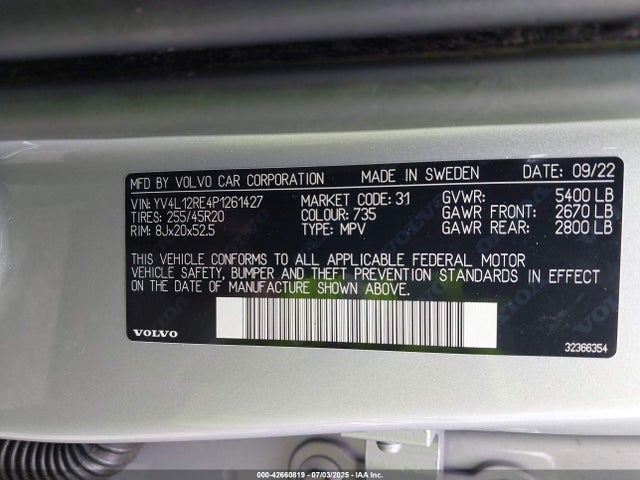 MFD BY VOLVO CAR CORPORATION MADE IN SWEDEN DATE: 09/22
VIN: YV4L12RE4P1261427 MARKET CODE: 31 GVWR: 5400 LB
TIRES: 255/45R20 COLOUR: 735 GAWR FRONT: 2670 LB
RIM: 8Jx20x52.5 TYPE: MPV GAWR REAR: 2800 LB
THIS VEHICLE CONFORMS TO ALL APPLICABLE FEDERAL MOTOR
VEHICLE SAFETY, BUMPER AND THEFT PREVENTION STANDARDS IN EFFECT
ON THE DATE OF MANUFACTURE SHOWN ABOVE.
VOLVO
32366354
000-42660819 - 07/03/2025 - IAA Inc.